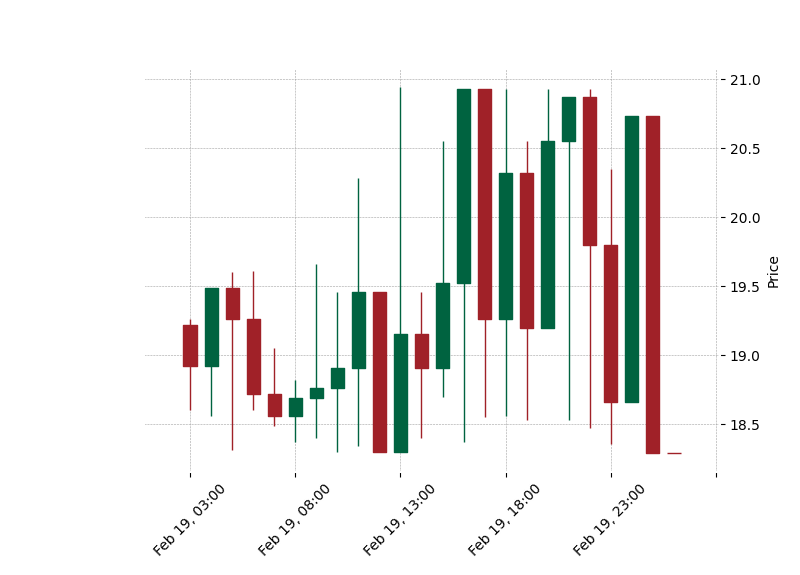 21.0
20.5
20.0
19.5
19.0
18.5
Price
Feb 19, 03:00
Feb 19, 08:00
Feb 19, 13:00
Feb 19, 18:00
Feb 19, 23:00